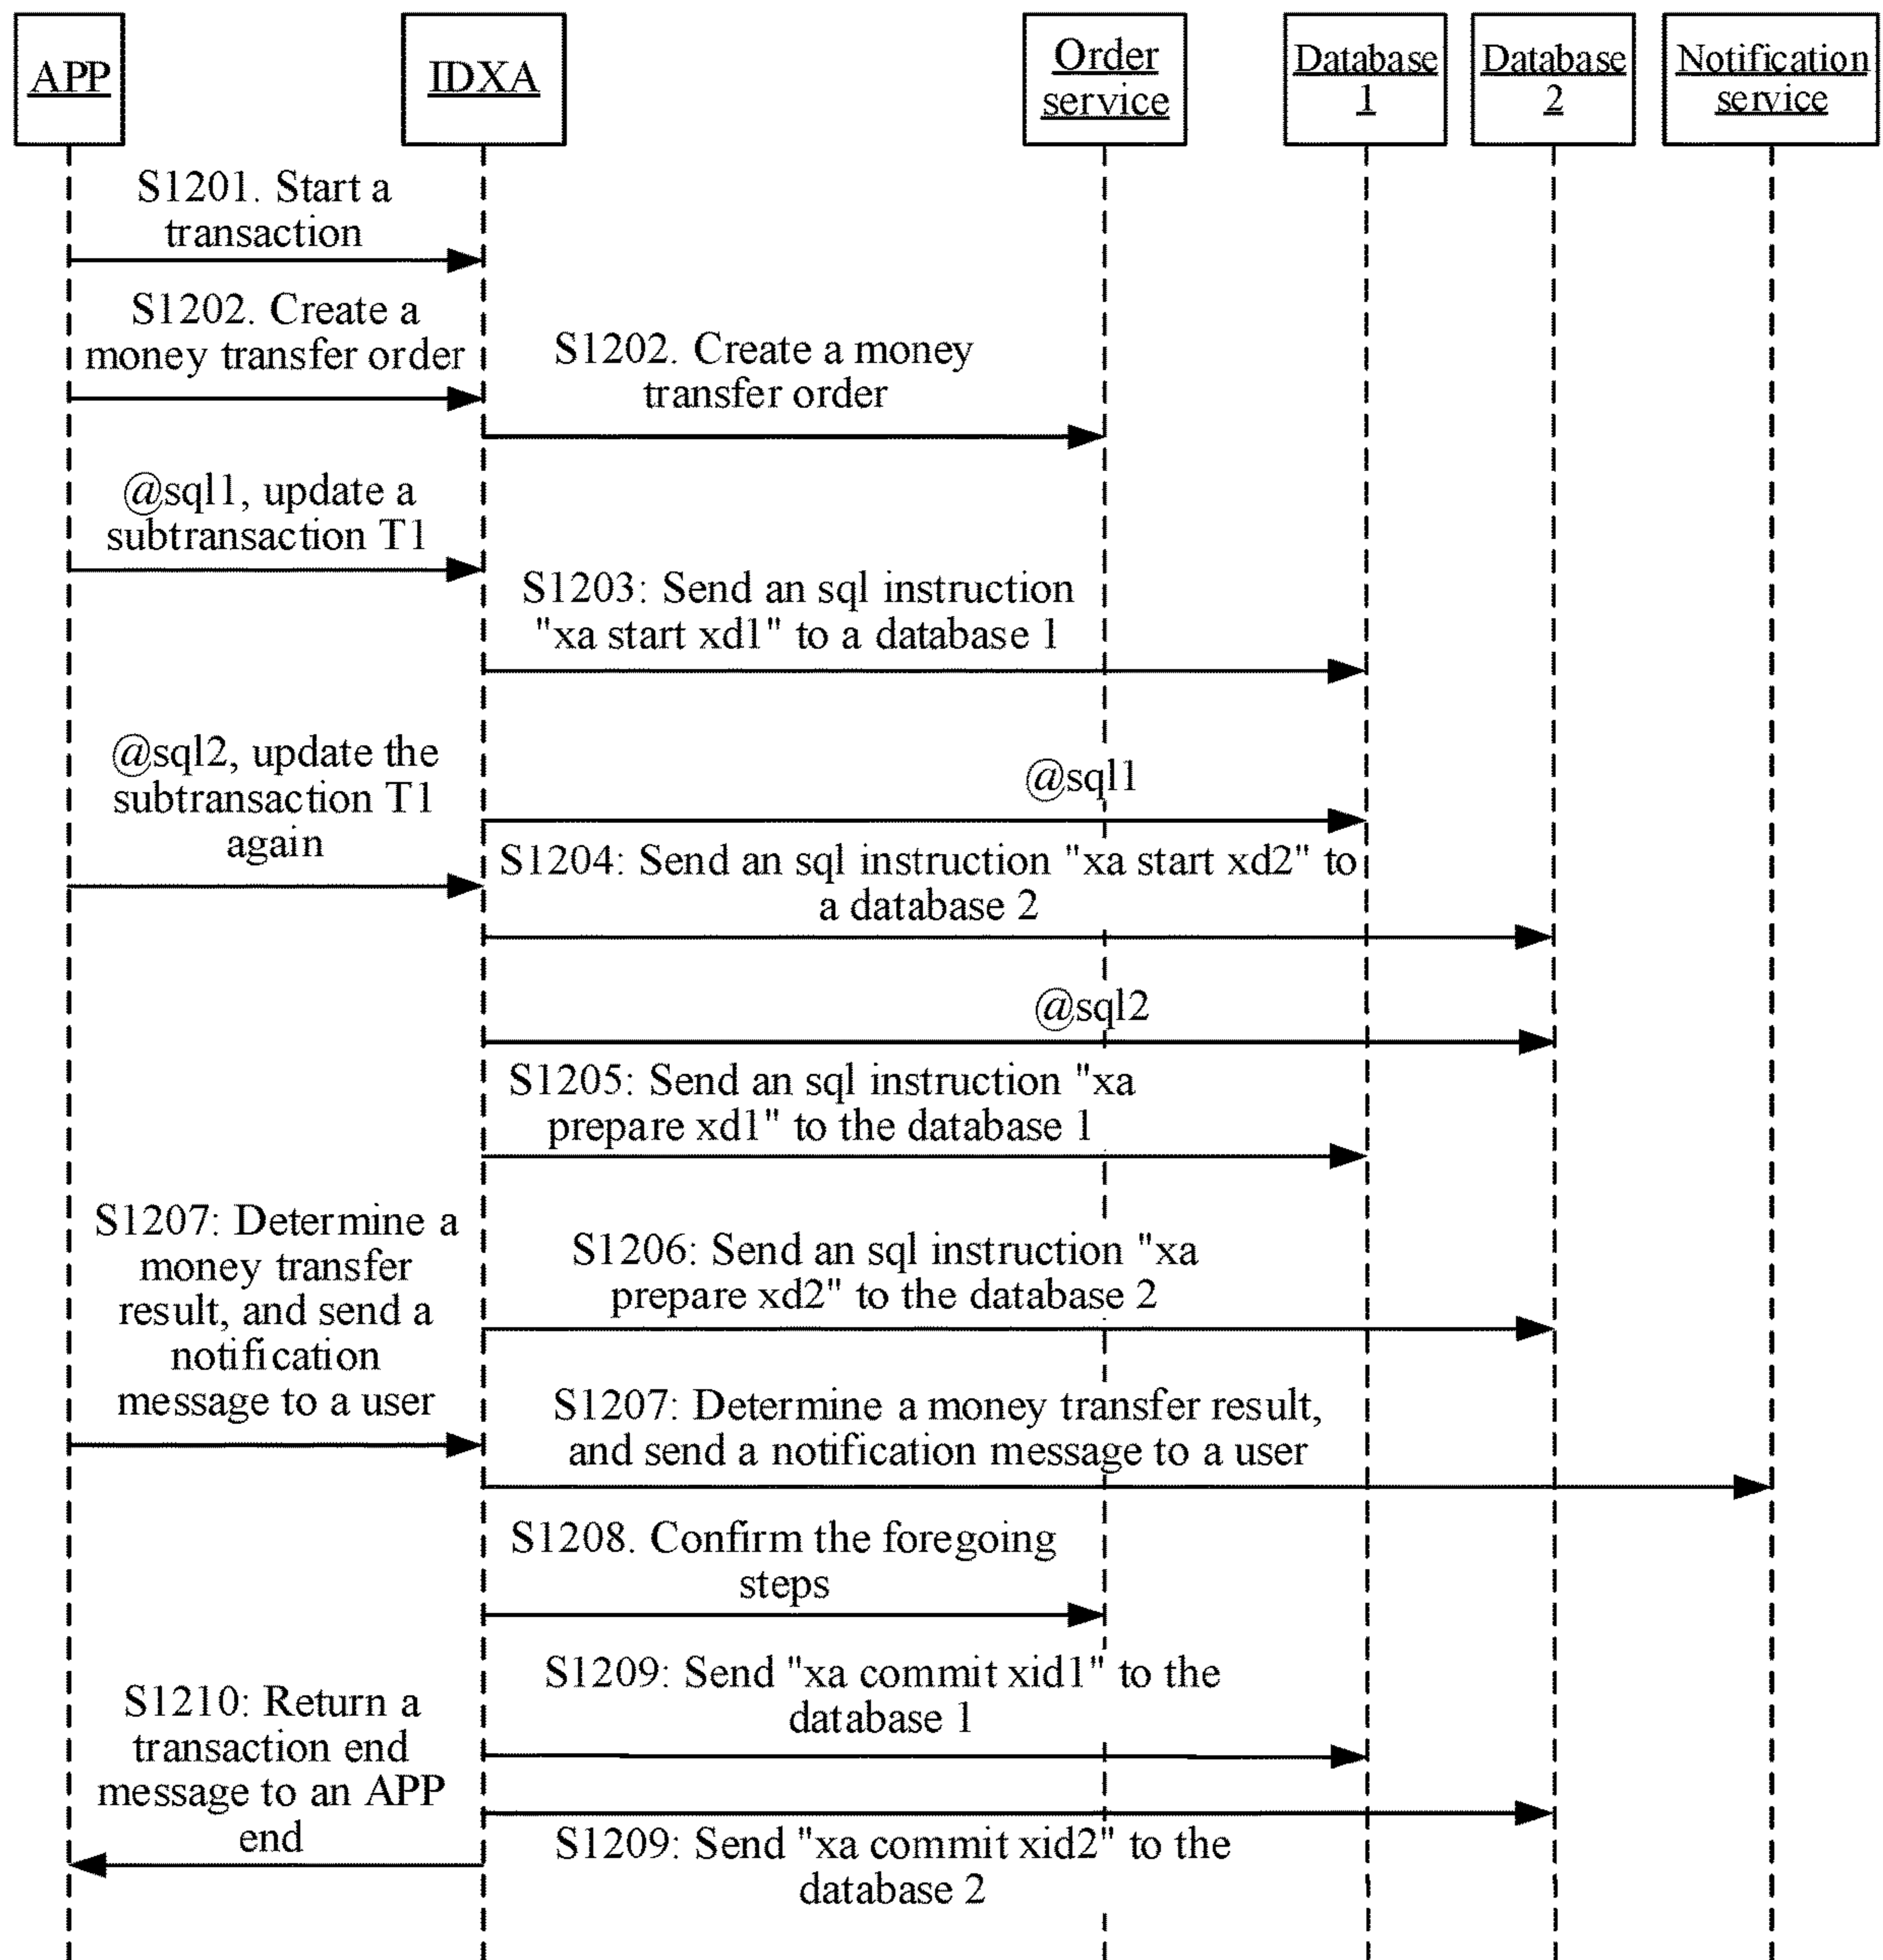 APP
IDXA
Order
service
Database
1
Database
2
Notification
service
S1201. Start a
transaction
S1202. Create a
money transfer order
S1202. Create a money
transfer order
@sql1, update a
subtransaction T1
S1203: Send an sql instruction
"xa start xd1" to a database 1
@sql2, update the
subtransaction T1
again
@sql1
S1204: Send an sql instruction "xa start xd2" to
a database 2
@sql2
S1205: Send an sql instruction "xa
prepare xd1" to the database 1
S1207: Determine a
money transfer
result, and send a
notification
message to a user
S1206: Send an sql instruction "xa
prepare xd2" to the database 2
S1207: Determine a money transfer result,
and send a notification message to a user
S1208. Confirm the foregoing
steps
S1209: Send "xa commit xid1" to the
database 1
S1210: Return a
transaction end
message to an APP
end
S1209: Send "xa commit xid2" to the
database 2